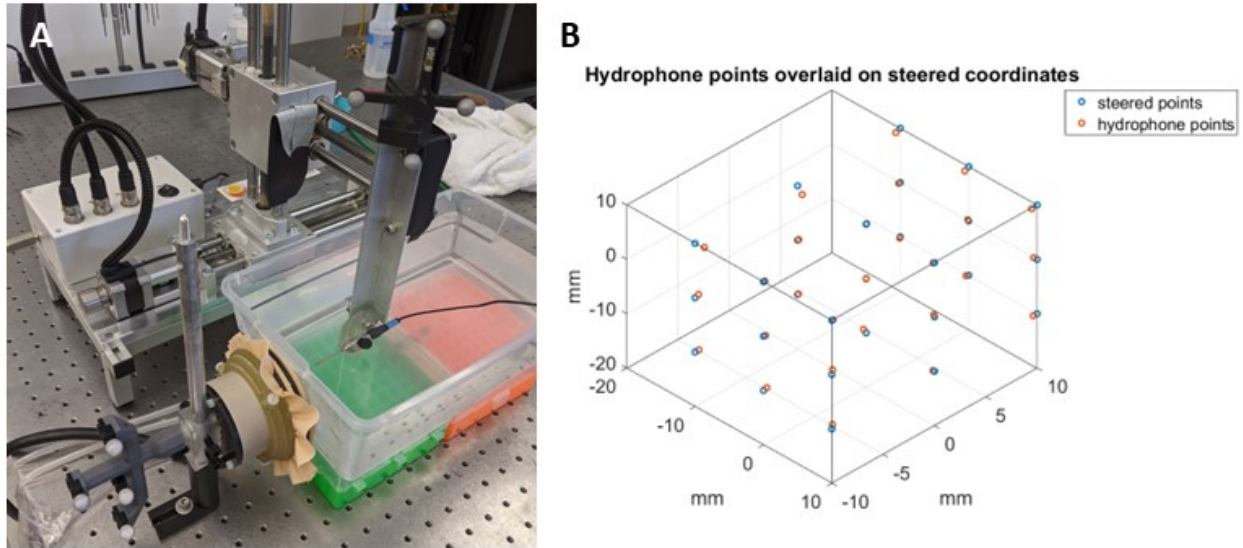 A
B
Hydrophone points overlaid on steered coordinates
steered points
hydrophone points
10
0
-10
-20
mm
-20
-10
0
10
mm
-10
-5
0
5
10
mm